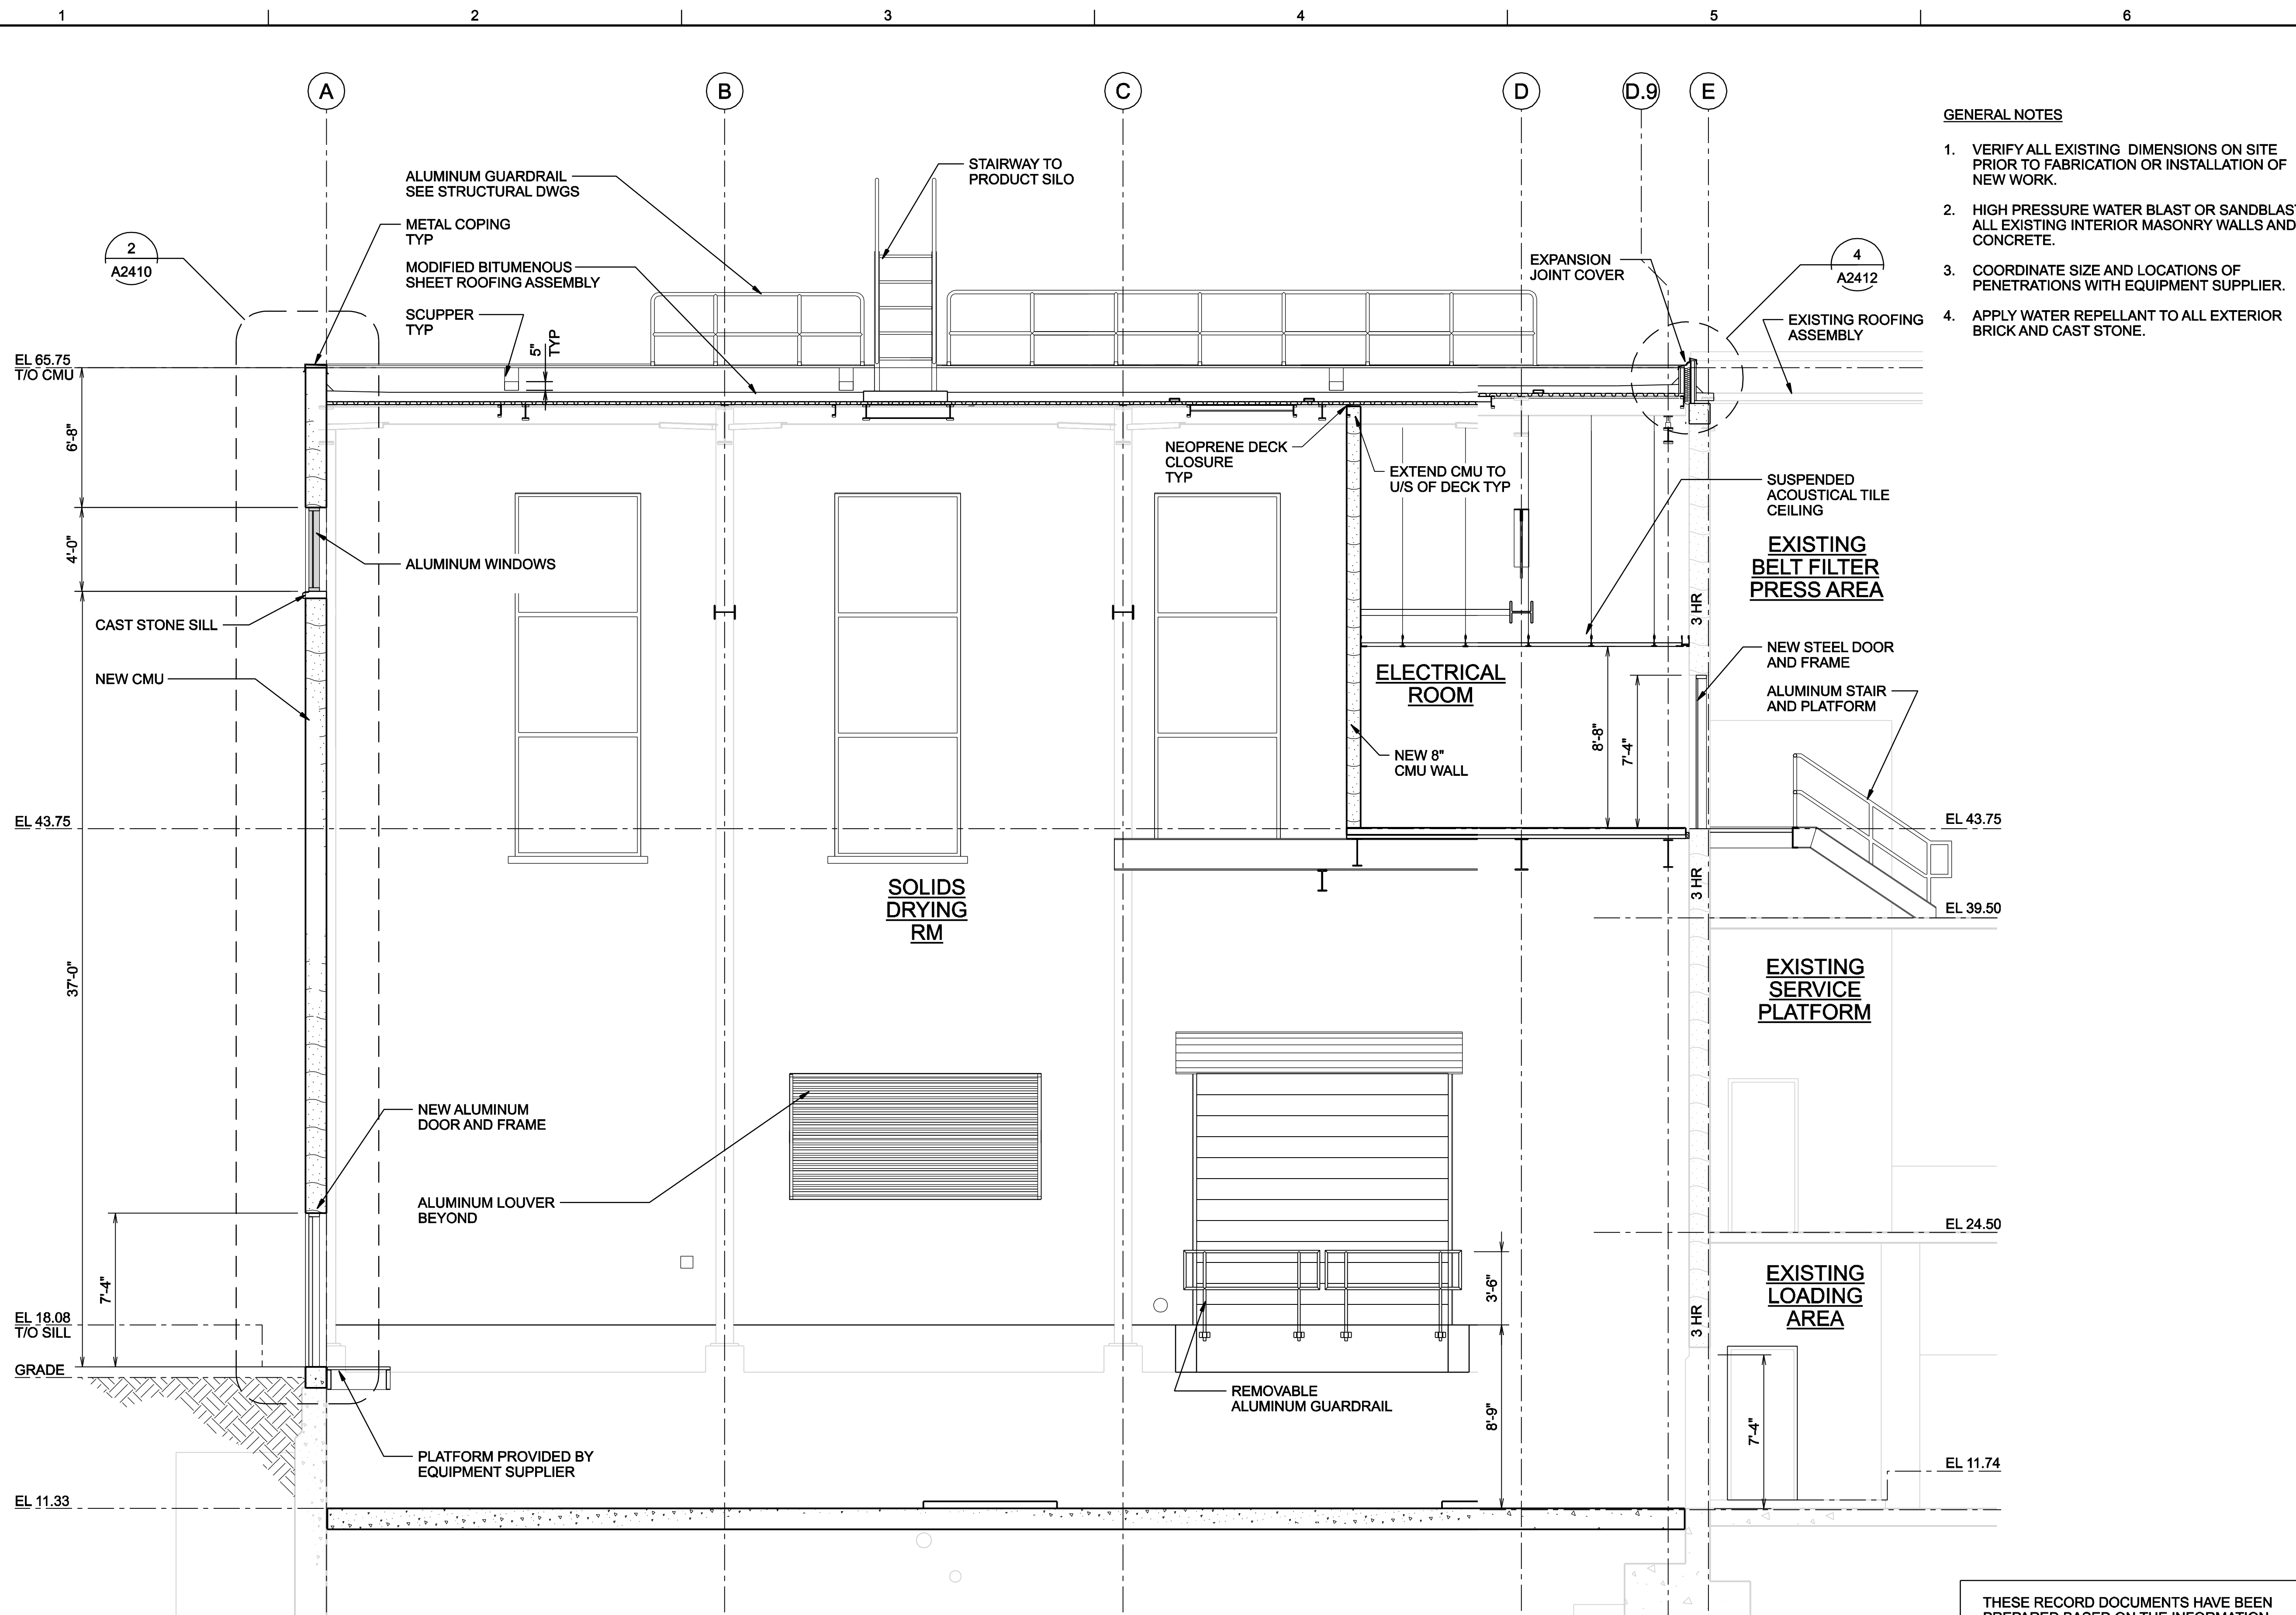 1
2
3
4
5
6
A
B
C
D
D.9
E
GENERAL NOTES
1. VERIFY ALL EXISTING DIMENSIONS ON SITE
PRIOR TO FABRICATION OR INSTALLATION OF
NEW WORK.
2. HIGH PRESSURE WATER BLAST OR SANDBLAST
ALL EXISTING INTERIOR MASONRY WALLS AND
CONCRETE.
3. COORDINATE SIZE AND LOCATIONS OF
PENETRATIONS WITH EQUIPMENT SUPPLIER.
4. APPLY WATER REPELLANT TO ALL EXTERIOR
BRICK AND CAST STONE.
ALUMINUM GUARDRAIL
SEE STRUCTURAL DWGS
STAIRWAY TO
PRODUCT SILO
METAL COPING
TYP
2
A2410
MODIFIED BITUMENOUS
SHEET ROOFING ASSEMBLY
SCUPPER
TYP
5"
TYP
EXPANSION
JOINT COVER
4
A2412
EXISTING ROOFING
ASSEMBLY
EL 65.75
T/O CMU
6'-8"
NEOPRENE DECK
CLOSURE
TYP
EXTEND CMU TO
U/S OF DECK TYP
SUSPENDED
ACOUSTICAL TILE
CEILING
4'-0"
ALUMINUM WINDOWS
EXISTING
BELT FILTER
PRESS AREA
3 HR
CAST STONE SILL
NEW CMU
ELECTRICAL
ROOM
NEW STEEL DOOR
AND FRAME
ALUMINUM STAIR
AND PLATFORM
8'-8"
7'-4"
NEW 8"
CMU WALL
EL 43.75
EL 43.75
SOLIDS
DRYING
RM
3 HR
EL 39.50
37'-0"
EXISTING
SERVICE
PLATFORM
NEW ALUMINUM
DOOR AND FRAME
ALUMINUM LOUVER
BEYOND
EL 24.50
7'-4"
3'-6"
EXISTING
LOADING
AREA
3 HR
EL 18.08
T/O SILL
GRADE
REMOVABLE
ALUMINUM GUARDRAIL
8'-9"
7'-4"
PLATFORM PROVIDED BY
EQUIPMENT SUPPLIER
EL 11.74
EL 11.33
THESE RECORD DOCUMENTS HAVE BEEN
PREPARED BASED ON THE INFORMATION